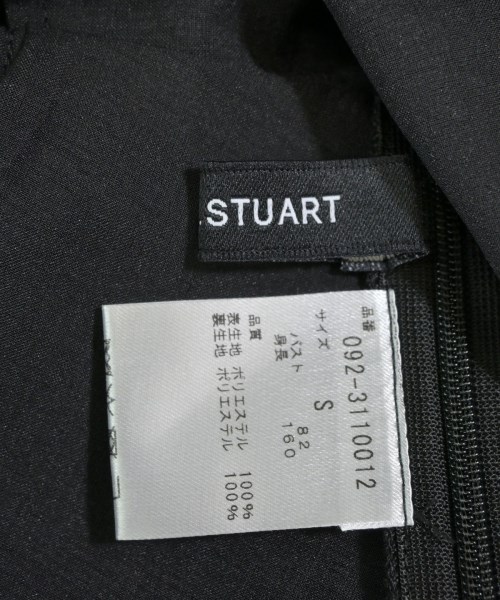 .STUART
品番 092-3110012
サイズ S
バスト 82
身長 160
品質
表生地 ポリエステル 100%
裏生地 ポリエステル 100%